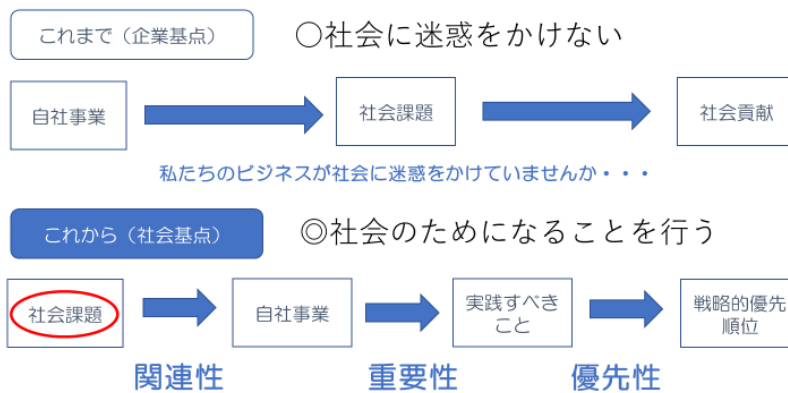 これまで（企業基点）
○社会に迷惑をかけない
自社事業
社会課題
社会貢献
私たちのビジネスが社会に迷惑をかけていませんか・・・
これから（社会基点）
◎社会のためになることを行う
社会課題
自社事業
実践すべき
こと
戦略的優先
順位
関連性
重要性
優先性